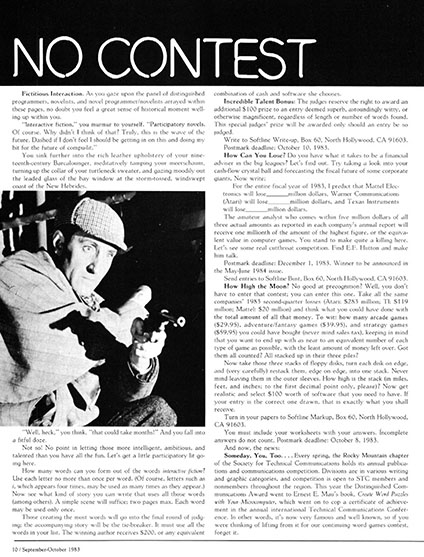 NO CONTEST
Fictitious Interaction. As you gaze upon the panel of distinguished
programmers, novelists, and novel programmer/novelists arrayed within
these pages, no doubt you feel a great sense of historical moment well-
ing up within you.
"Interactive fiction," you murmur to yourself. "Participatory novels.
Of course. Why didn't I think of that? Truly, this is the wave of the
future. Dashed if I don't feel I should be getting in on this and doing my
bit for the future of compulit."
You sink further into the rich leather upholstery of your nine-
teenth-century Barcalounger, meditatively tamping your meerschaum,
turning up the collar of your turtleneck sweater, and gazing moodily out
the leaded glass of the bay window at the storm-tossed, windswept
coast of the New Hebrides.
"Well, heck," you think, "that could take months!" And you fall into
a fitful doze.
Not so! No point in letting those more intelligent, ambitious, and
talented than you have all the fun. Let's get a little participatory lit go-
ing here.
How many words can you form out of the words interactive fiction?
Use each letter no more than once per word. (Of course, letters such as
i, which appears four times, may be used as many times as they appear.)
Now see what kind of story you can write that uses all those words
(among others). A simple scene will suffice; two pages max. Each word
may be used only once.
Those creating the most words will go into the final round of judg-
ing; the accompanying story will be the tie-breaker. It must use all the
words in your list. The winning author receives $200, or any equivalent
combination of cash and software she chooses.
Incredible Talent Bonus: The judges reserve the right to award an
additional $100 prize to an entry deemed superb, astoundingly witty, or
otherwise magnificent, regardless of length or number of words found.
This special judges' prize will be awarded only should an entry be so
judged.
Write to Softline Write-up, Box 60, North Hollywood, CA 91603.
Postmark deadline: October 10, 1983.
How Can You Lose? Do you have what it takes to be a financial
adviser in the big leagues? Let's find out. Try taking a look into your
cash-flow crystal ball and forecasting the fiscal future of some corporate
giants. Now write:
For the entire fiscal year of 1983, I predict that Mattel Elec-
tronics will lose______million dollars, Warner Communications
(Atari) will lose______million dollars, and Texas Instruments
will lose______million dollars.
The amateur analyst who comes within five million dollars of all
three actual amounts as reported in each company's annual report will
receive one millionth of the amount of the highest figure, or the equiva-
lent value in computer games. You stand to make quite a killing here.
Let's see some real cutthroat competition. Find E.F. Hutton and make
him talk.
Postmark deadline: December 1, 1983. Winner to be announced in
the May-June 1984 issue.
Send entries to Softline Bust, Box 60, North Hollywood, CA 91603.
How High the Moon? No good at precognition? Well, you don't
have to enter that contest; you can enter this one. Take all the same
companies' 1983 second-quarter losses (Atari: $283 million, TI: $119
million; Mattel: $20 million) and think what you could have done with
the total amount of all that money. To wit: how many arcade games
($29.95), adventure/fantasy games ($39.95), and strategy games
($59.95) you could have bought (never mind sales tax), keeping in mind
that you want to end up with as near to an equivalent number of each
type of game as possible, with the least amount of money left over. Got
them all counted? All stacked up in their three piles?
Now take those three stacks of floppy disks, turn each disk on edge,
and (very carefully) restack them, edge on edge, into one stack. Never
mind leaving them in the outer sleeves. How high is the stack (in miles,
feet, and inches; to the first decimal point only, please)? Now get
realistic and select $100 worth of software that you need to have. If
your entry is the correct one drawn, that is exactly what you shall
receive.
Turn in your papers to Softline Markup, Box 60, North Hollywood,
CA 91603.
You must include your worksheets with your answers. Incomplete
answers do not count. Postmark deadline: October 8, 1983.
And now, the news:
Someday, You, Too. . . . Every spring, the Rocky Mountain chapter
of the Society for Technical Communications holds its annual publica-
tions and communications competition. Divisions are in various writing
and graphic categories, and competition is open to STC members and
nonmembers throughout the region. This year the Distinguished Com-
munications Award went to Ernest E. Mau's book, Create Word Puzzles
with Your Microcomputer, which went on to cop a certificate of achieve-
ment in the annual international Technical Communications Confer-
ence. In other words, it's now very famous and well known, so if you
were thinking of lifting from it for our continuing word games contest,
forget it.
10 / September-October 1983